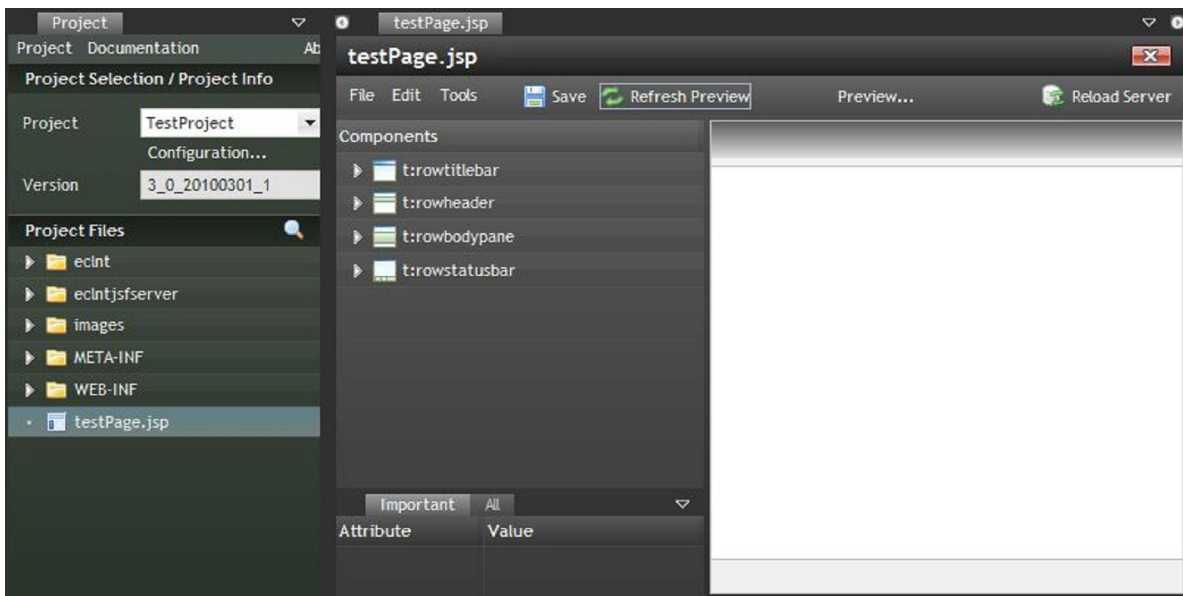 Project
Project Documentation Ab
Project Selection / Project Info
Project TestProject
Configuration...
Version 3_0_20100301_1
Project Files
eclnt
eclntjsfserver
images
META-INF
WEB-INF
testPage.jsp
testPage.jsp
testPage.jsp
File Edit Tools Save Refresh Preview Preview... Reload Server
Components
t:rowtitlebar
t:rowheader
t:rowbodypane
t:rowstatusbar
Important All
Attribute Value